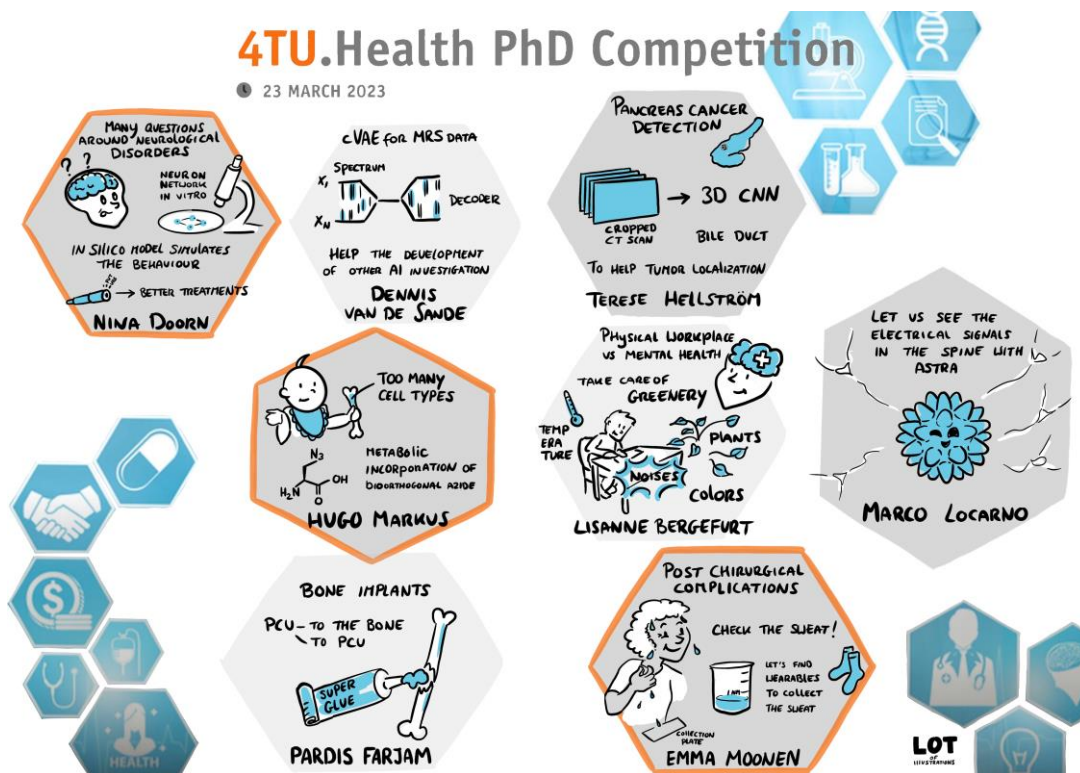 4TU.Health PhD Competition
23 MARCH 2023
MANY QUESTIONS
AROUND NEUROLOGICAL
DISORDERS
? ?
NEURON
NETWORK
IN VITRO
IN SILICO MODEL SIMULATES
THE BEHAVIOUR
→ BETTER TREATMENTS
NINA DOORN
cVAE FOR MRS DATA
SPECTRUM
X1
XN
DECODER
HELP THE DEVELOPMENT
OF OTHER AI INVESTIGATION
DENNIS
VAN DE SANDE
PANCREAS CANCER
DETECTION
→ 3D CNN
CROPPED
CT SCAN
BILE DUCT
TO HELP TUMOR LOCALIZATION
TERESE HELLSTRÖM
TOO MANY
CELL TYPES
N3
H2N
O
OH
METABOLIC
INCORPORATION OF
BIOORTHOGONAL AZIDE
HUGO MARKUS
PHYSICAL WORKPLACE
VS MENTAL HEALTH
TAKE CARE OF
GREENERY
TEMP
ERA
TURE
PLANTS
NOISES
COLORS
LISANNE BERGEFURT
LET US SEE THE
ELECTRICAL SIGNALS
IN THE SPINE WITH
ASTRA
MARCO LOCARNO
BONE IMPLANTS
PCU - TO THE BONE
- TO PCU
SUPER
GLUE
PARDIS FARJAM
POST CHIRURGICAL
COMPLICATIONS
CHECK THE SWEAT!
LET'S FIND
WEARABLES
TO COLLECT
THE SWEAT
COLLECTION
PLATE
EMMA MOONEN
$
HEALTH
LOT
OF
ILLUSTRATIONS